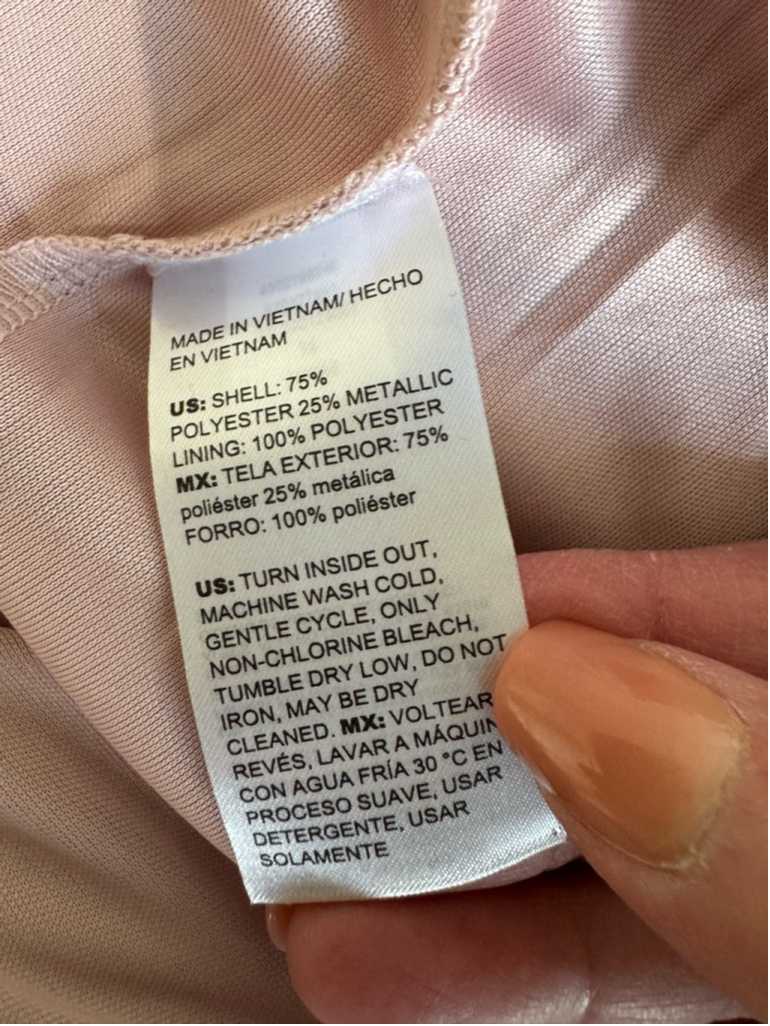 MADE IN VIETNAM/ HECHO
EN VIETNAM
US: SHELL: 75%
POLYESTER 25% METALLIC
LINING: 100% POLYESTER
MX: TELA EXTERIOR: 75%
poliéster 25% metálica
FORRO: 100% poliéster
US: TURN INSIDE OUT,
MACHINE WASH COLD,
GENTLE CYCLE, ONLY
NON-CHLORINE BLEACH,
TUMBLE DRY LOW, DO NOT
IRON, MAY BE DRY
CLEANED. MX: VOLTEAR
REVÉS, LAVAR A MÁQUIN
CON AGUA FRÍA 30 °C EN
PROCESO SUAVE, USAR
DETERGENTE, USAR
SOLAMENTE